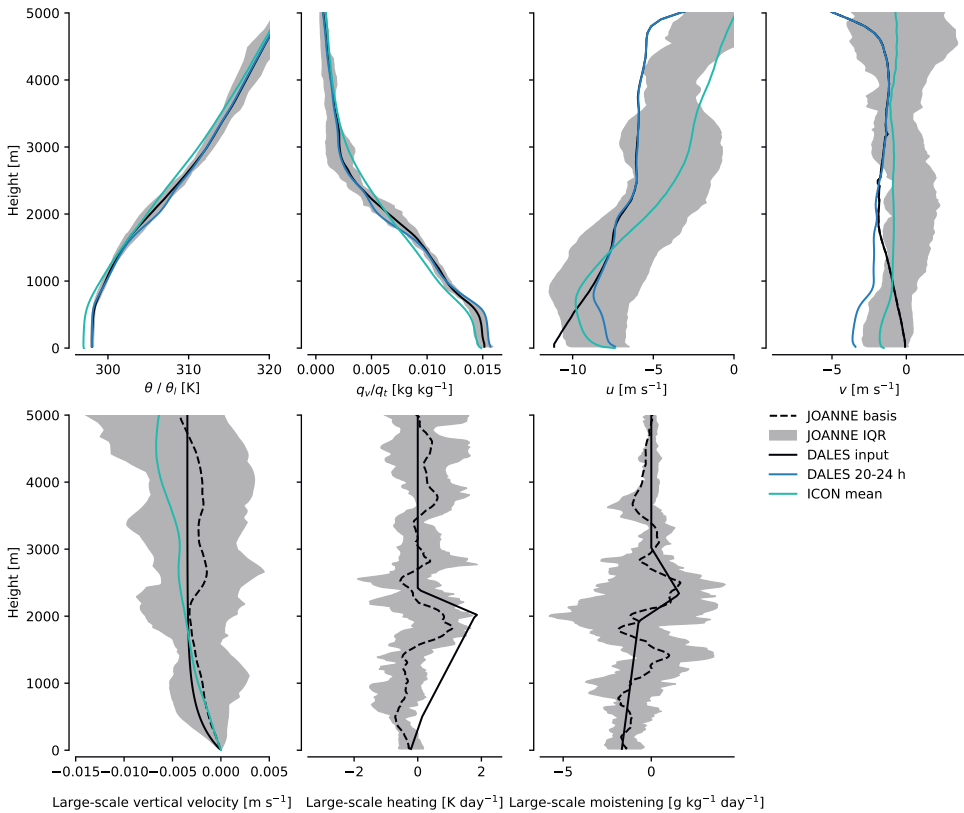 5000
4000
3000
2000
1000
0
Height [m]
300 310 320
θ / θl [K]
0.000 0.005 0.010 0.015
qv/qt [kg kg⁻¹]
−10 −5 0
u [m s⁻¹]
−5 0
v [m s⁻¹]
5000
4000
3000
2000
1000
0
Height [m]
−0.015 −0.010 −0.005 0.000 0.005
Large-scale vertical velocity [m s⁻¹]
−2 0 2
Large-scale heating [K day⁻¹]
−5 0
Large-scale moistening [g kg⁻¹ day⁻¹]
JOANNE basis
JOANNE IQR
DALES input
DALES 20-24 h
ICON mean